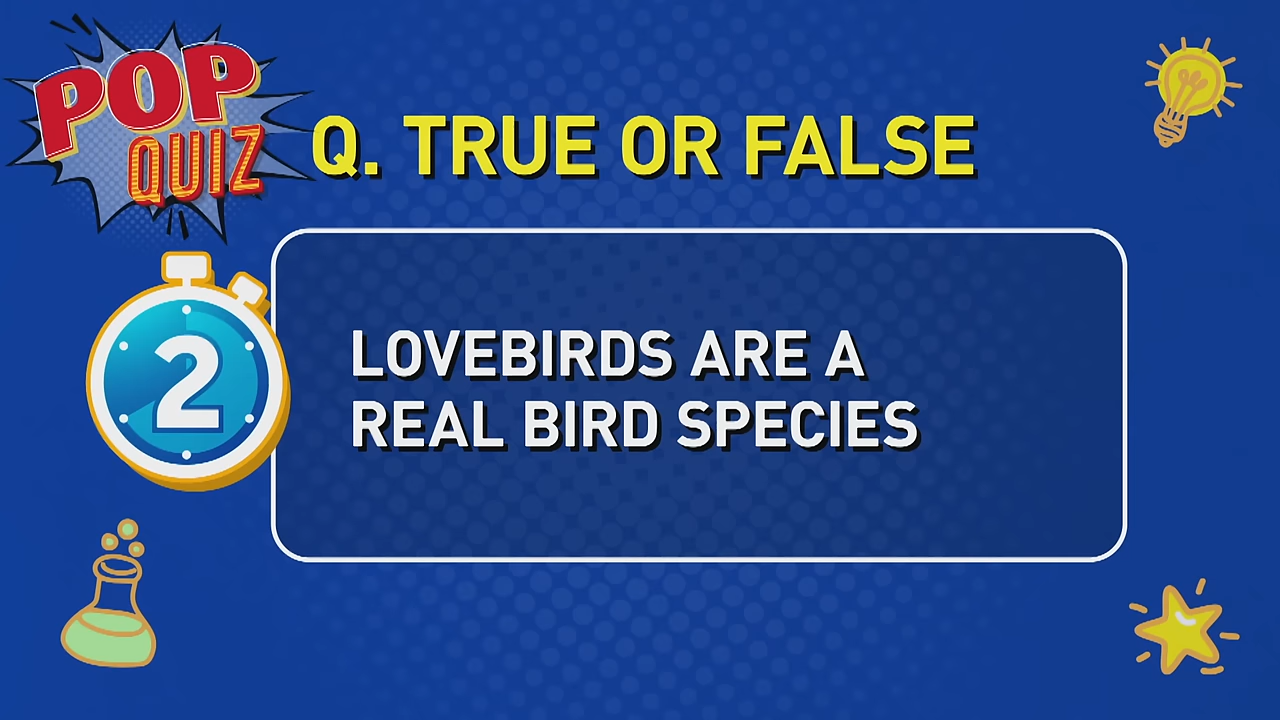 POP
QUIZ
Q. TRUE OR FALSE
2
LOVEBIRDS ARE A
REAL BIRD SPECIES